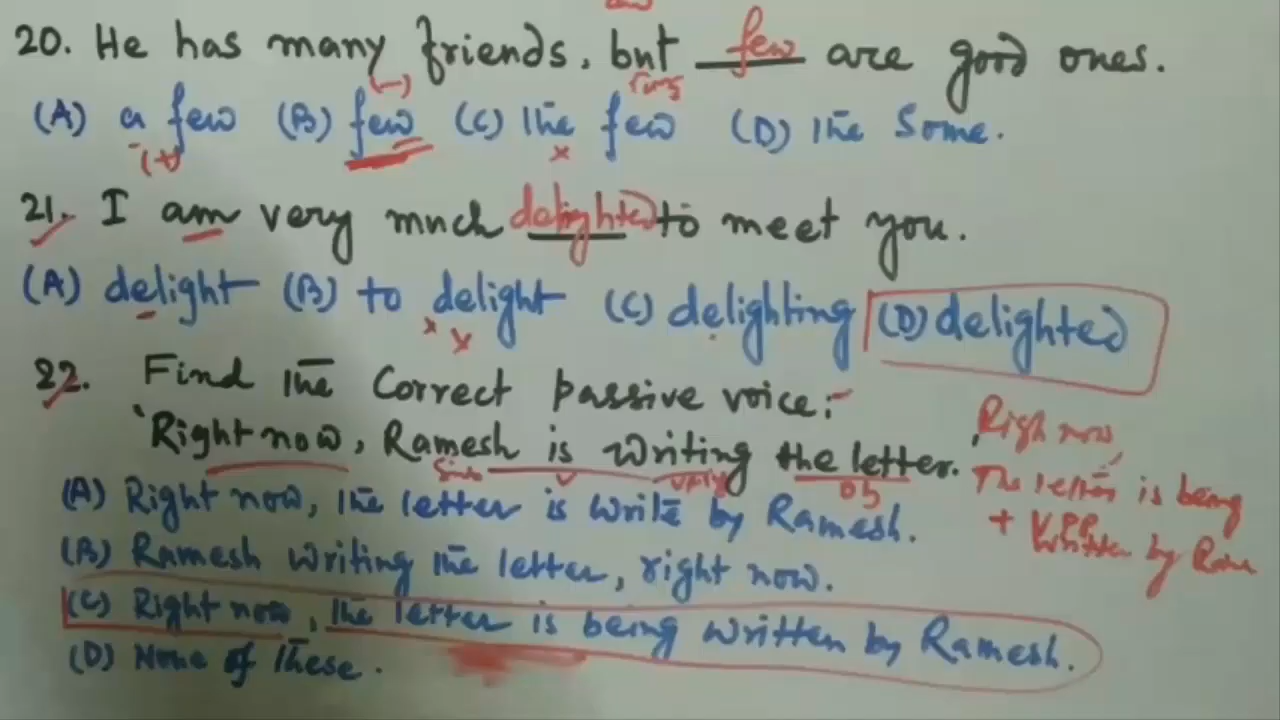 20. He has many friends, but few are good ones.
(-)
(A) a few (B) few (C) the few (D) the some.
(+) x
21. I am very much delighted to meet you.
(A) delight (B) to delight (C) delighting (D) delighted
x x
22. Find the Correct passive voice:-
'Right now, Ramesh is writing the letter.
V Ob
(A) Right now, the letter is write by Ramesh.
(B) Ramesh writing the letter, right now.
(C) Right now, the letter is being written by Ramesh.
(D) None of these.
Righ now,
The letter is being
+ VPP
written by Ram